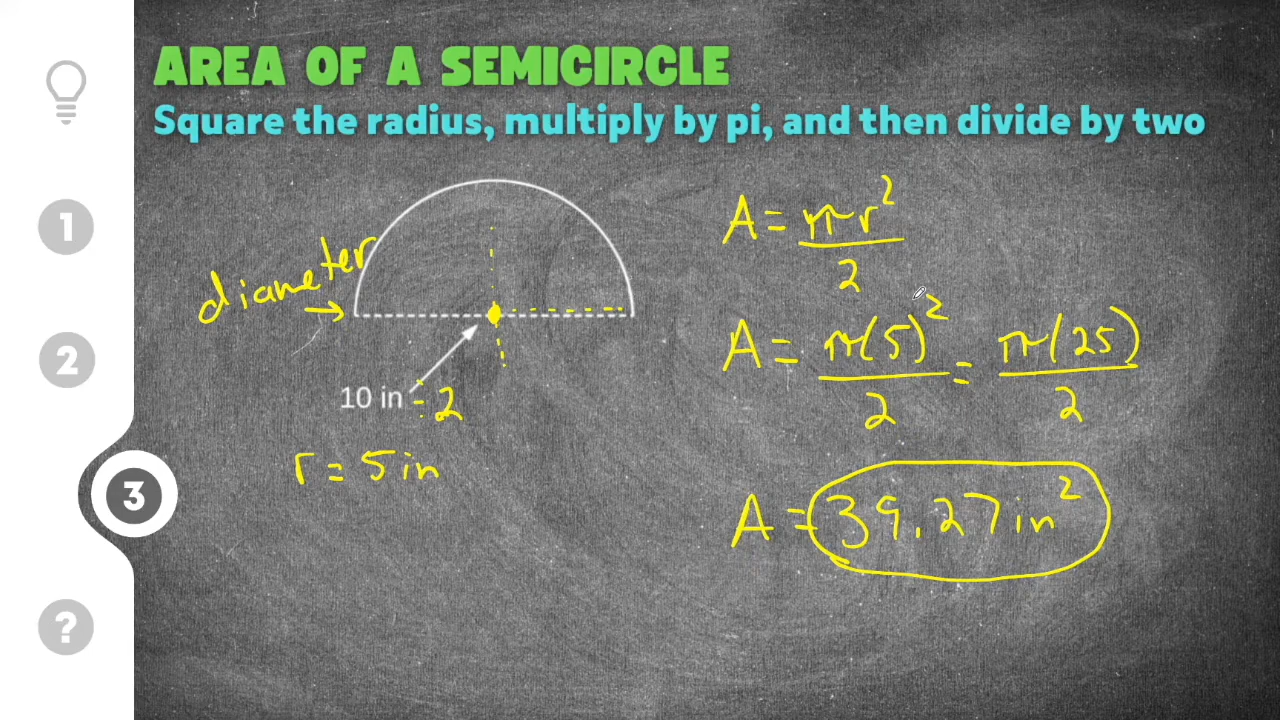 AREA OF A SEMICIRCLE
Square the radius, multiply by pi, and then divide by two
1
2
3
?
diameter →
10 in ÷ 2
r = 5 in
A = πr²/2
A = π(5)²/2 = π(25)/2
A = 39.27 in²